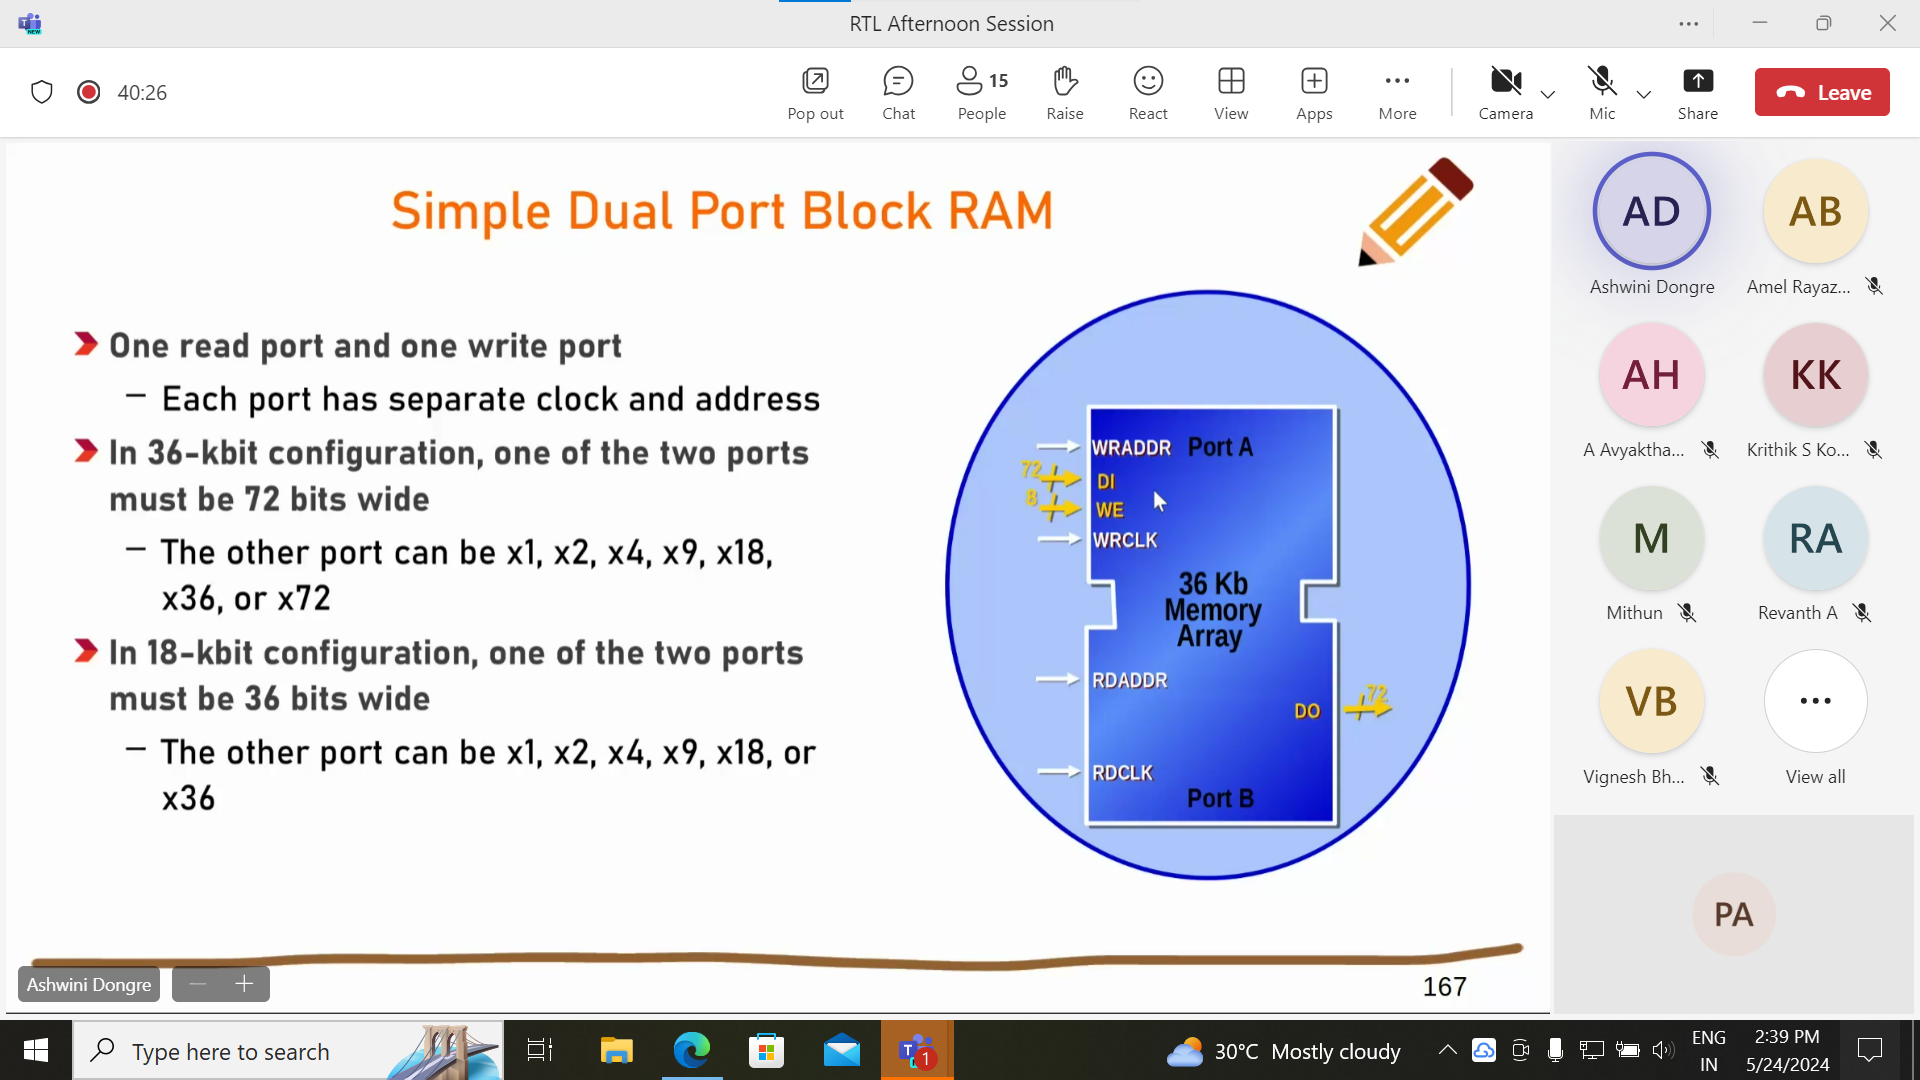 RTL Afternoon Session
NEW
40:26
Pop out
Chat
15
People
Raise
React
View
Apps
More
Camera
Mic
Share
Leave
Simple Dual Port Block RAM
One read port and one write port
– Each port has separate clock and address
In 36-kbit configuration, one of the two ports
must be 72 bits wide
– The other port can be x1, x2, x4, x9, x18,
x36, or x72
In 18-kbit configuration, one of the two ports
must be 36 bits wide
– The other port can be x1, x2, x4, x9, x18, or
x36
WRADDR Port A
72 DI
8 WE
WRCLK
36 Kb
Memory
Array
RDADDR
DO 72
RDCLK
Port B
167
Ashwini Dongre
AD
Ashwini Dongre
AB
Amel Rayaz...
AH
A Avyaktha...
KK
Krithik S Ko...
M
Mithun
RA
Revanth A
VB
Vignesh Bh...
View all
PA
Type here to search
1
30°C Mostly cloudy
ENG
IN
2:39 PM
5/24/2024